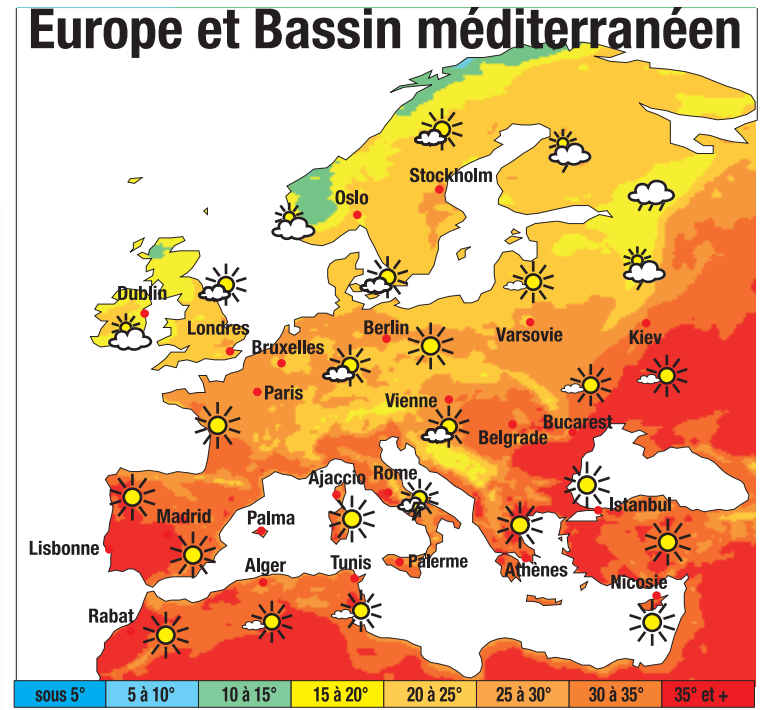 Europe et Bassin méditerranéen
Stockholm
Oslo
Dublin
Londres
Berlin
Varsovie
Kiev
Bruxelles
Paris
Vienne
Bucarest
Belgrade
Ajaccio
Rome
Madrid
Palma
Istanbul
Lisbonne
Alger
Tunis
Palerme
Athènes
Nicosie
Rabat
sous 5°
5 à 10°
10 à 15°
15 à 20°
20 à 25°
25 à 30°
30 à 35°
35° et +